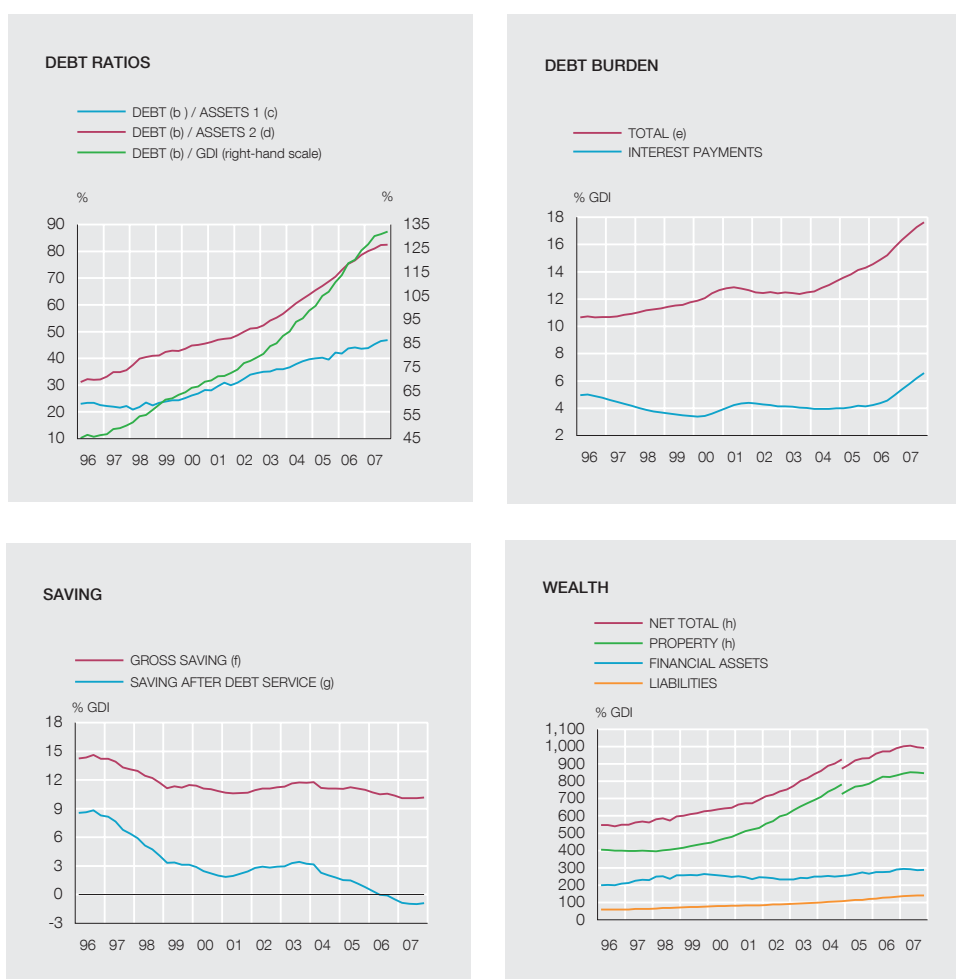 DEBT RATIOS
DEBT (b ) / ASSETS 1 (c)
DEBT (b) / ASSETS 2 (d)
DEBT (b) / GDI (right-hand scale)
% %
90 135
80 125
70 115
60 105
50 95
40 85
30 75
20 65
10 55
45
96 97 98 99 00 01 02 03 04 05 06 07
DEBT BURDEN
TOTAL (e)
INTEREST PAYMENTS
% GDI
18
16
14
12
10
8
6
4
2
96 97 98 99 00 01 02 03 04 05 06 07
SAVING
GROSS SAVING (f)
SAVING AFTER DEBT SERVICE (g)
% GDI
18
15
12
9
6
3
0
-3
96 97 98 99 00 01 02 03 04 05 06 07
WEALTH
NET TOTAL (h)
PROPERTY (h)
FINANCIAL ASSETS
LIABILITIES
% GDI
1,100
1,000
900
800
700
600
500
400
300
200
100
0
96 97 98 99 00 01 02 03 04 05 06 07